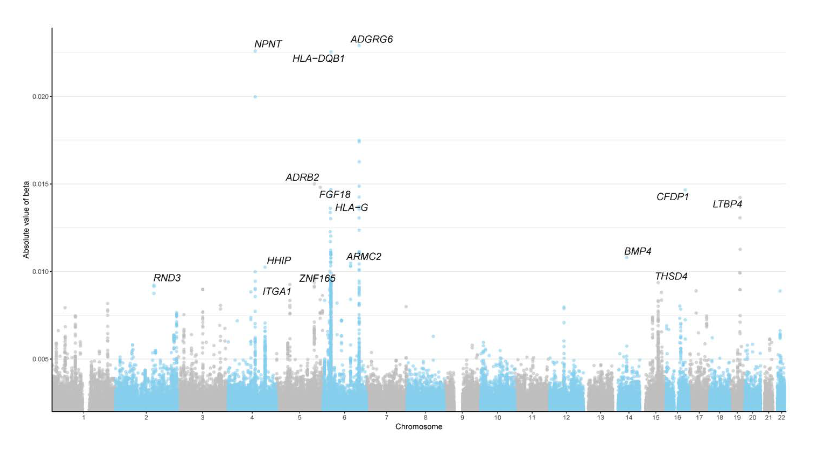 ADGRG6
NPNT
HLA−DQB1
0.020
ADRB2
0.015
FGF18
CFDP1
LTBP4
HLA−G
BMP4
HHIP
ARMC2
0.010
RND3
ZNF165
THSD4
ITGA1
0.005
Absolute value of beta
1 2 3 4 5 6 7 8 9 10 11 12 13 14 15 16 17 18 19 20 21 22
Chromosome